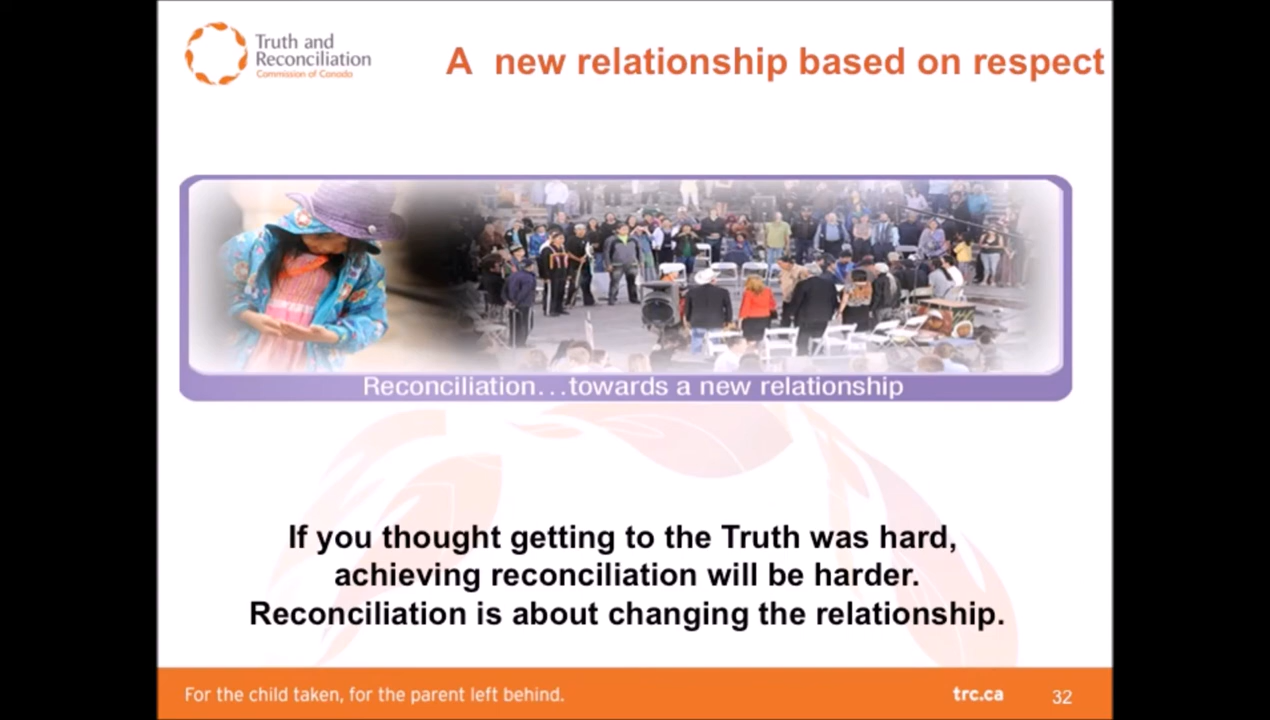 Truth and
Reconciliation
Commission of Canada
A new relationship based on respect
Reconciliation...towards a new relationship
If you thought getting to the Truth was hard,
achieving reconciliation will be harder.
Reconciliation is about changing the relationship.
For the child taken, for the parent left behind.
trc.ca
32